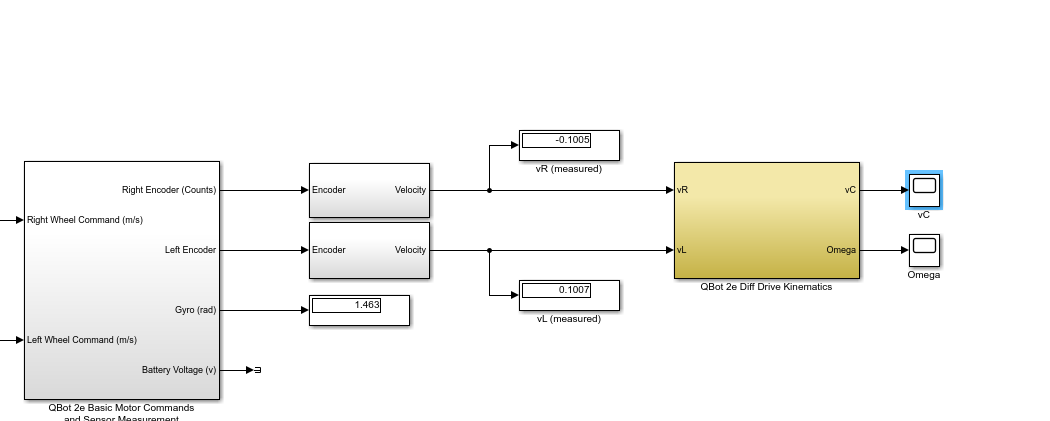 -0.1005
vR (measured)
Right Encoder (Counts)
Encoder
Velocity
vR
vC
vC
Right Wheel Command (m/s)
Left Encoder
Encoder
Velocity
vL
Omega
Omega
0.1007
QBot 2e Diff Drive Kinematics
Gyro (rad)
1.463
vL (measured)
Left Wheel Command (m/s)
Battery Voltage (v)
QBot 2e Basic Motor Commands
and Sensor Measurement